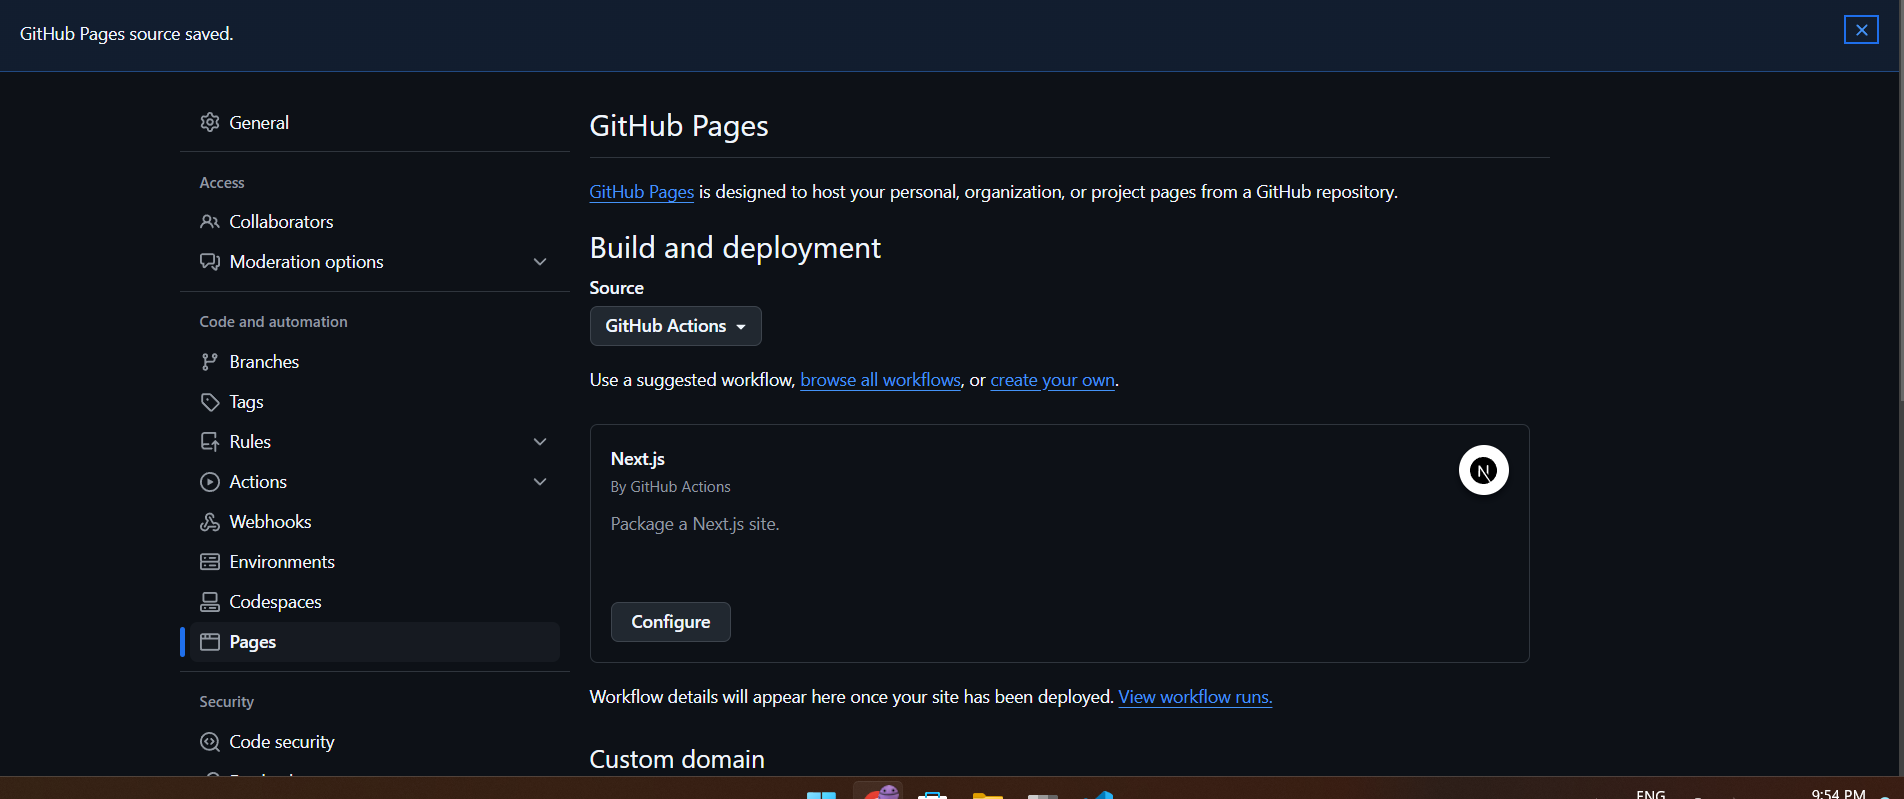 GitHub Pages source saved.
General
Access
Collaborators
Moderation options
Code and automation
Branches
Tags
Rules
Actions
Webhooks
Environments
Codespaces
Pages
Security
Code security
GitHub Pages
GitHub Pages is designed to host your personal, organization, or project pages from a GitHub repository.
Build and deployment
Source
GitHub Actions
Use a suggested workflow, browse all workflows, or create your own.
Next.js
By GitHub Actions
Package a Next.js site.
N
Configure
Workflow details will appear here once your site has been deployed. View workflow runs.
Custom domain
ENG
9:54 PM